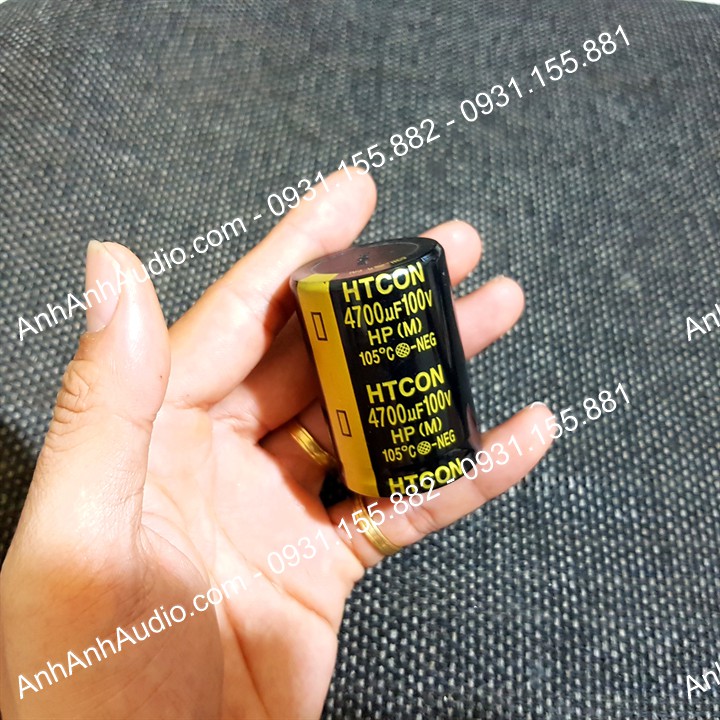 AnhAnhAudio.com - 0931.155.882 - 0931.155.881
HTCON
4700µF100V
HP (M)
105°C -NEG
HTCON
4700µF100V
HP (M)
105°C -NEG
HTCON
AnhAnhAudio.com - 0931.155.882 - 0931.155.881